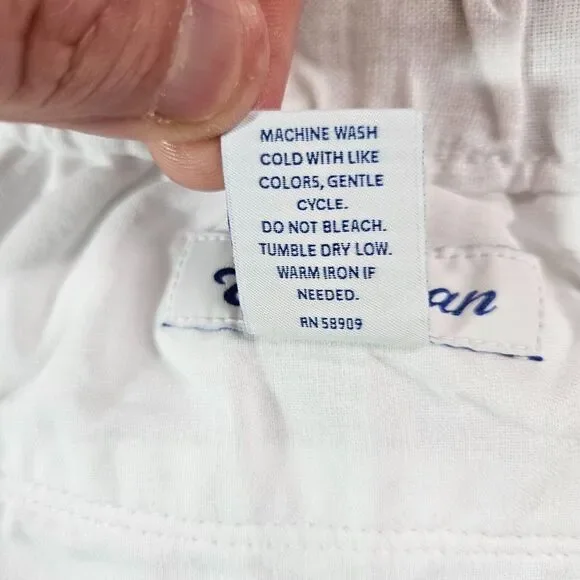 MACHINE WASH
COLD WITH LIKE
COLORS, GENTLE
CYCLE.
DO NOT BLEACH.
TUMBLE DRY LOW.
WARM IRON IF
NEEDED.
RN 58909